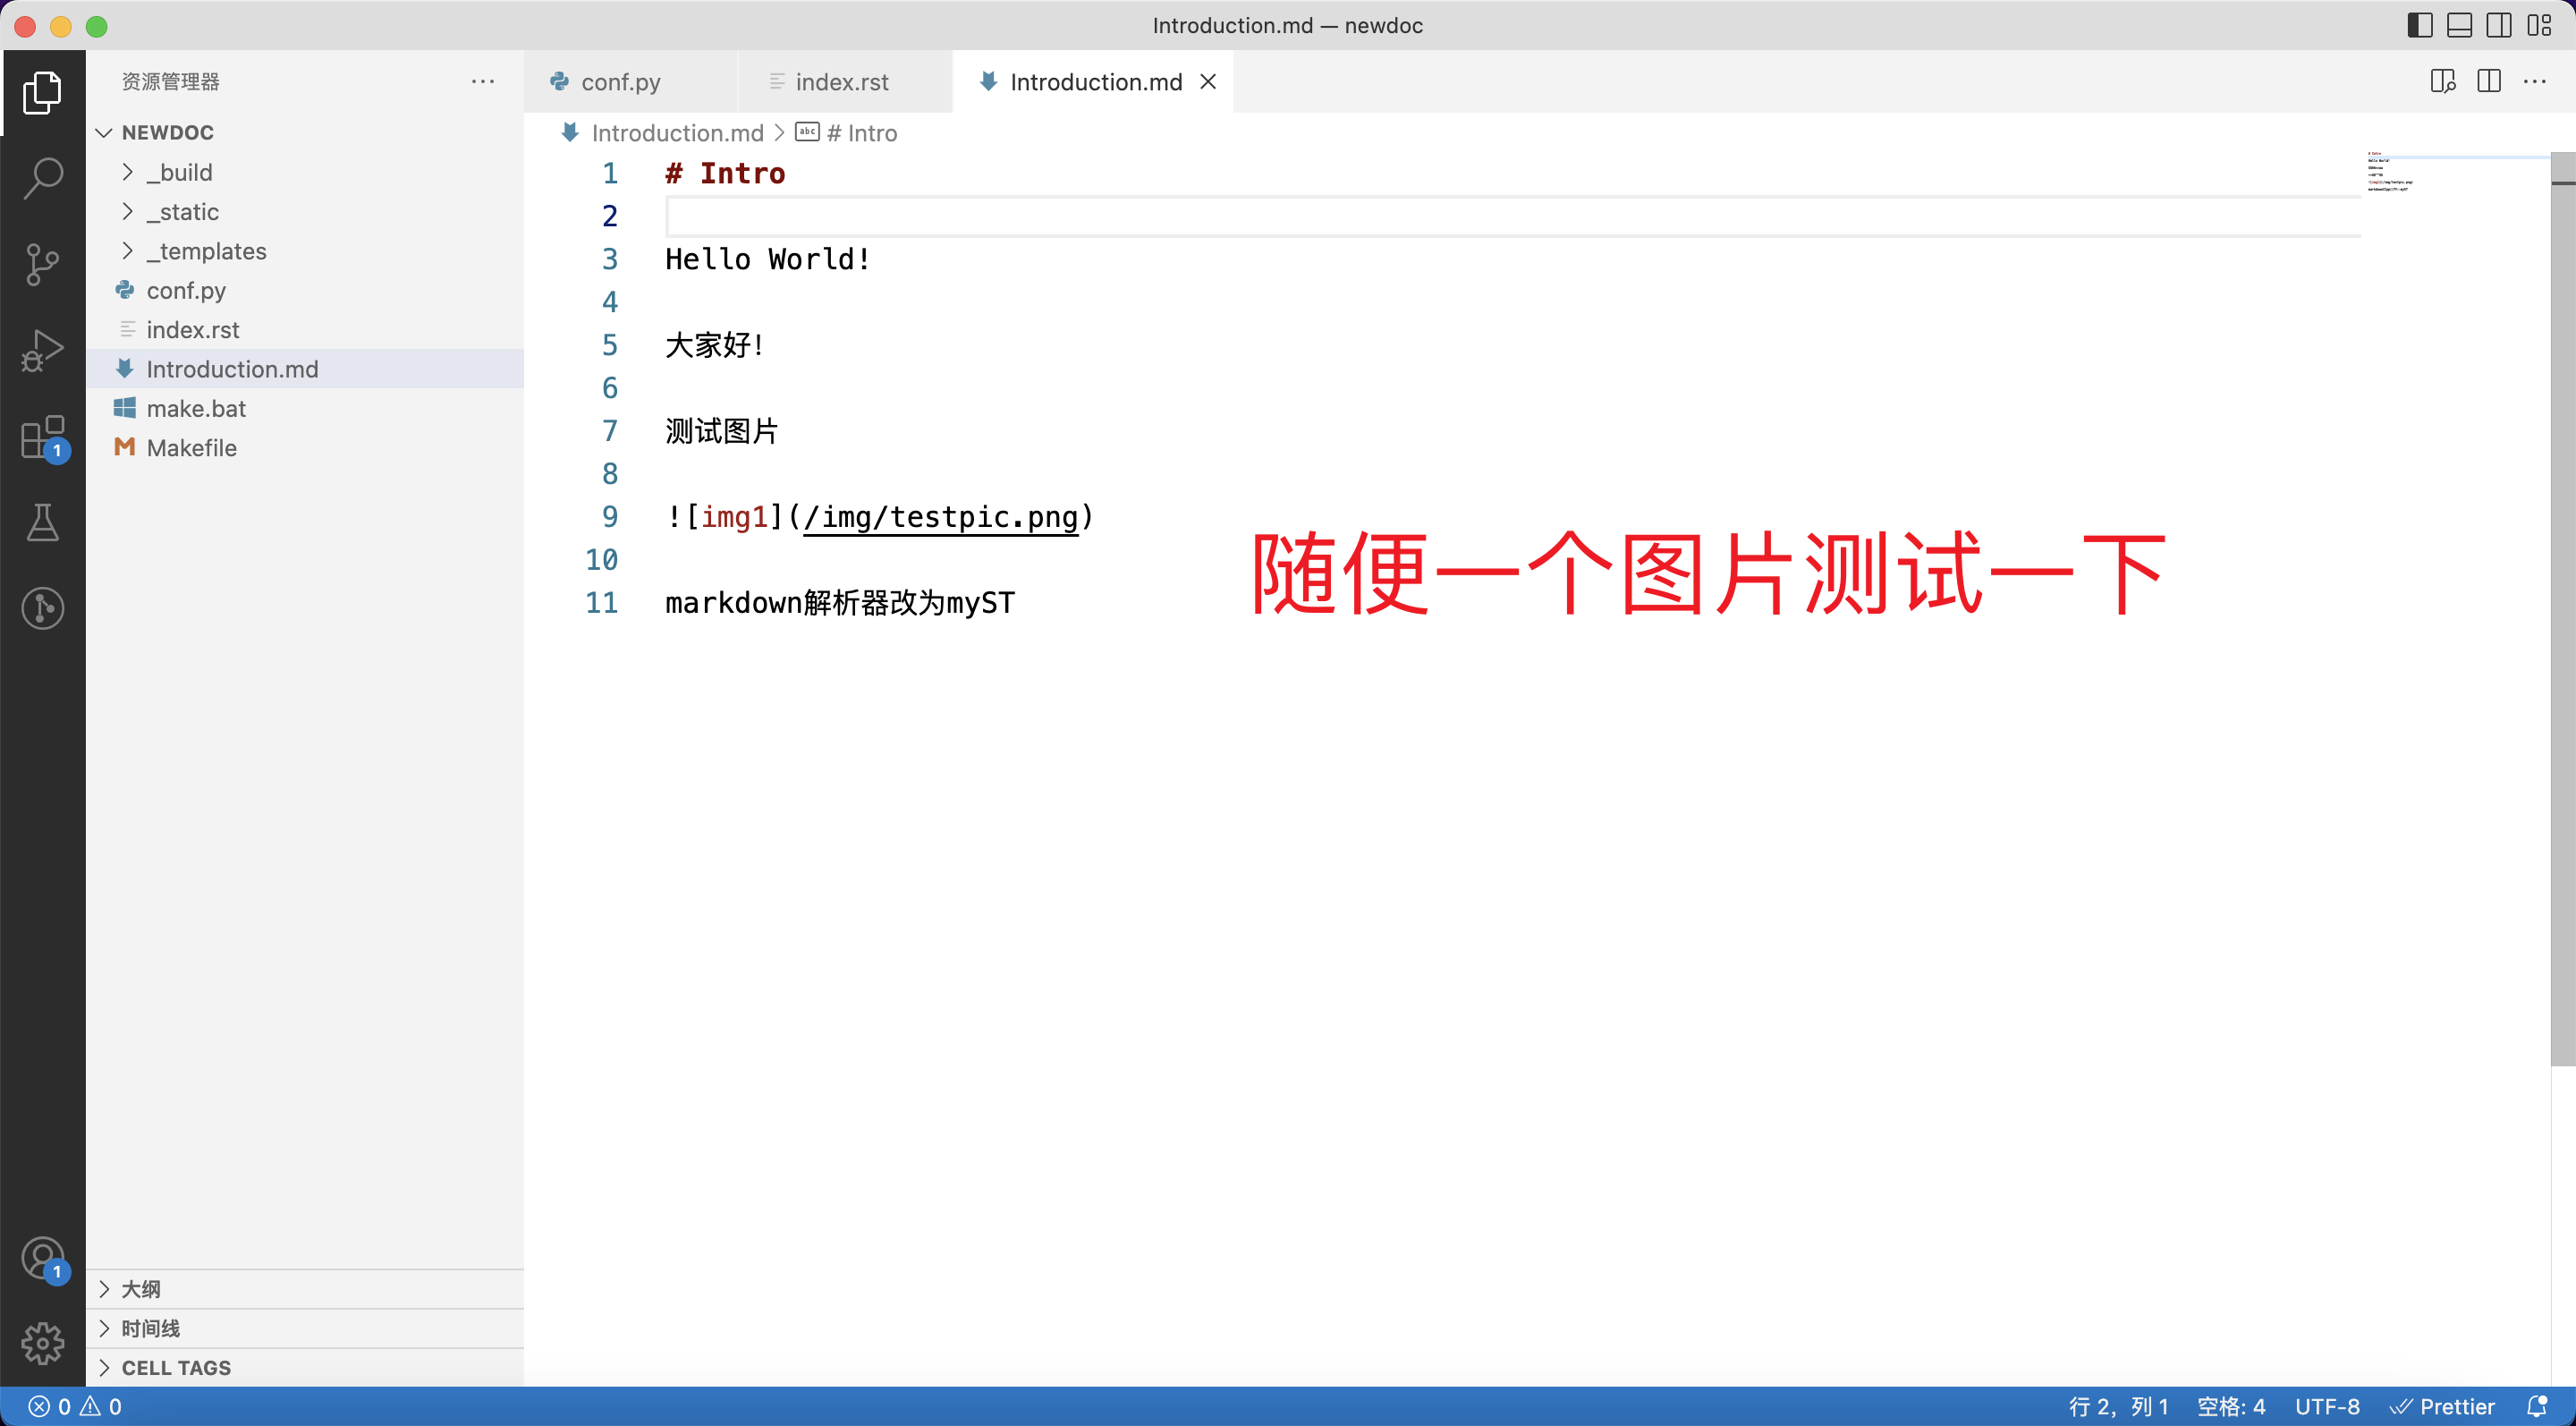 Introduction.md — newdoc
资源管理器
NEWDOC
_build
_static
_templates
conf.py
index.rst
Introduction.md
make.bat
Makefile
1
1
大纲
时间线
CELL TAGS
conf.py
index.rst
Introduction.md
Introduction.md
# Intro
1 # Intro
2
3 Hello World!
4
5 大家好！
6
7 测试图片
8
9 ![img1](/img/testpic.png)
10
11 markdown解析器改为myST
随便一个图片测试一下
0 0
行 2，列 1 空格: 4 UTF-8 Prettier